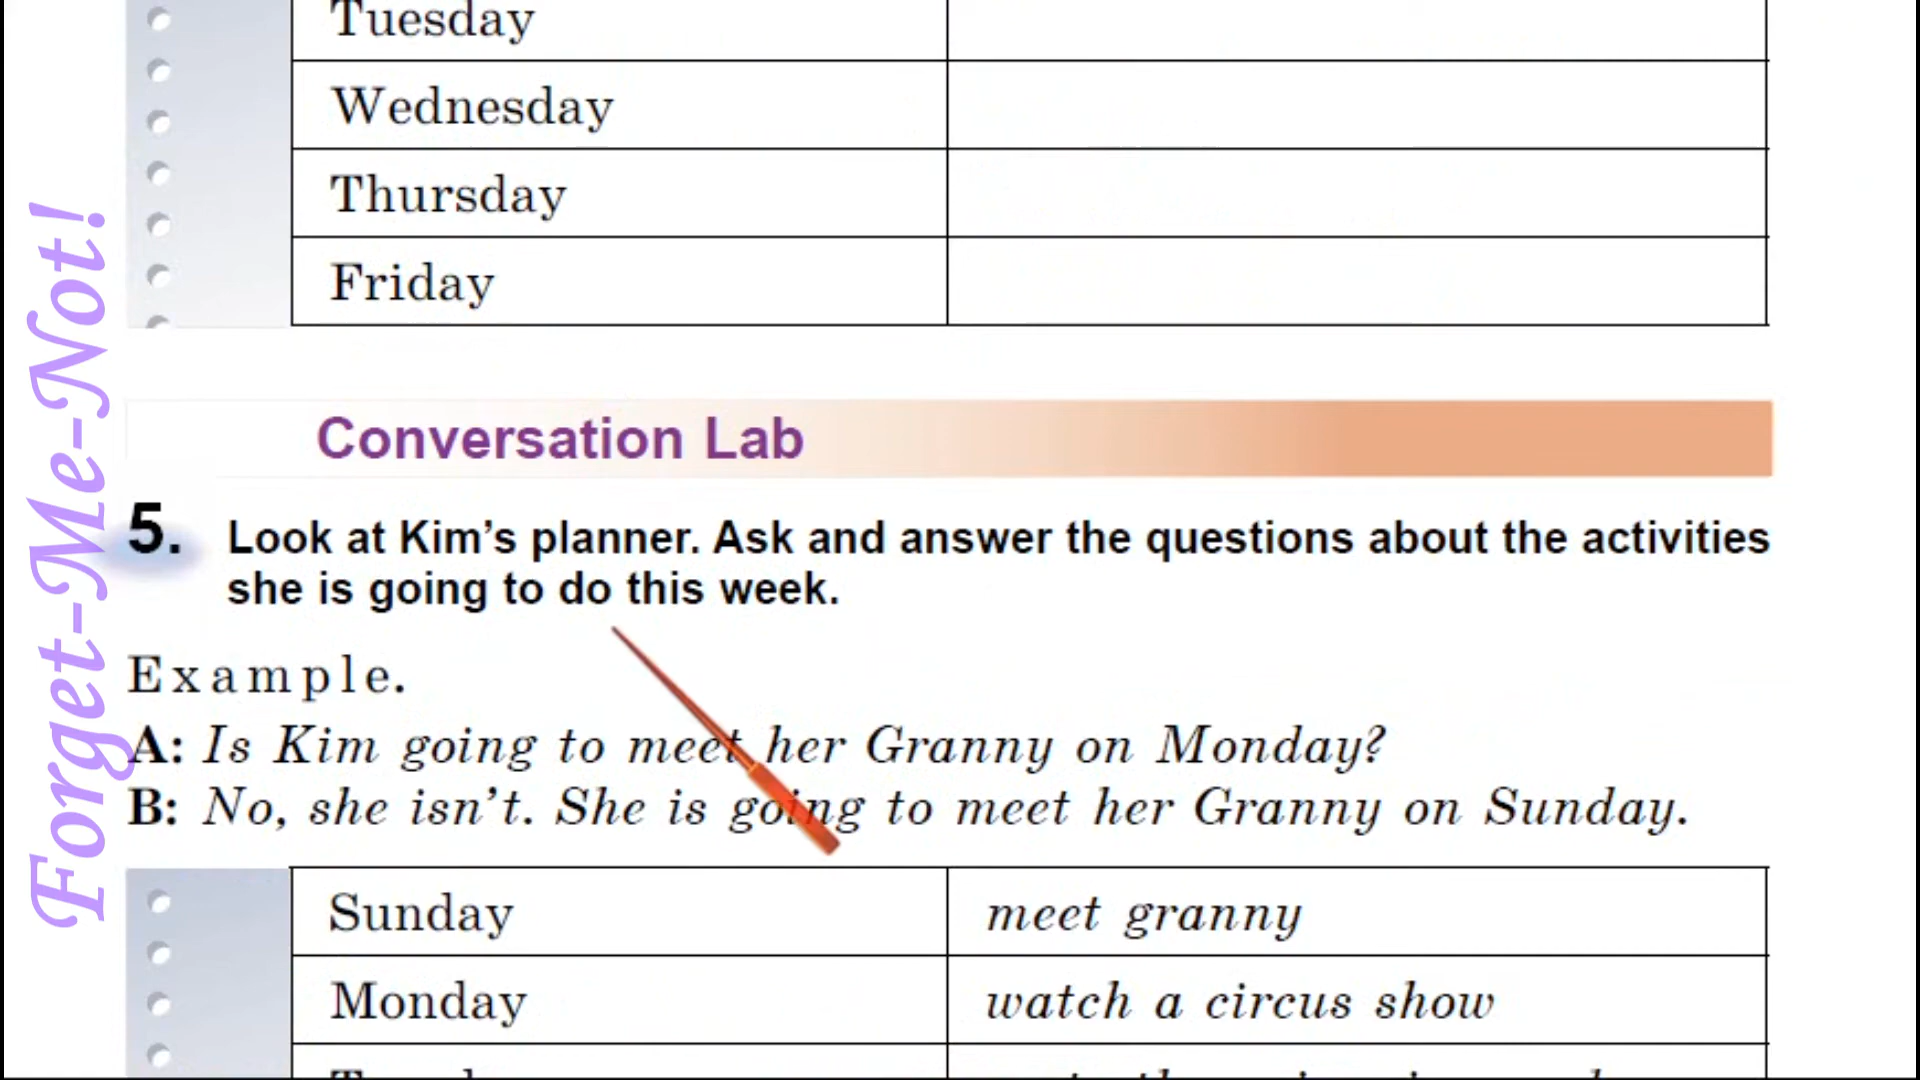 Tuesday
Wednesday
Thursday
Friday
Forget-Me-Not!
Conversation Lab
5. Look at Kim's planner. Ask and answer the questions about the activities
she is going to do this week.
Example.
A: Is Kim going to meet her Granny on Monday?
B: No, she isn't. She is going to meet her Granny on Sunday.
Sunday meet granny
Monday watch a circus show